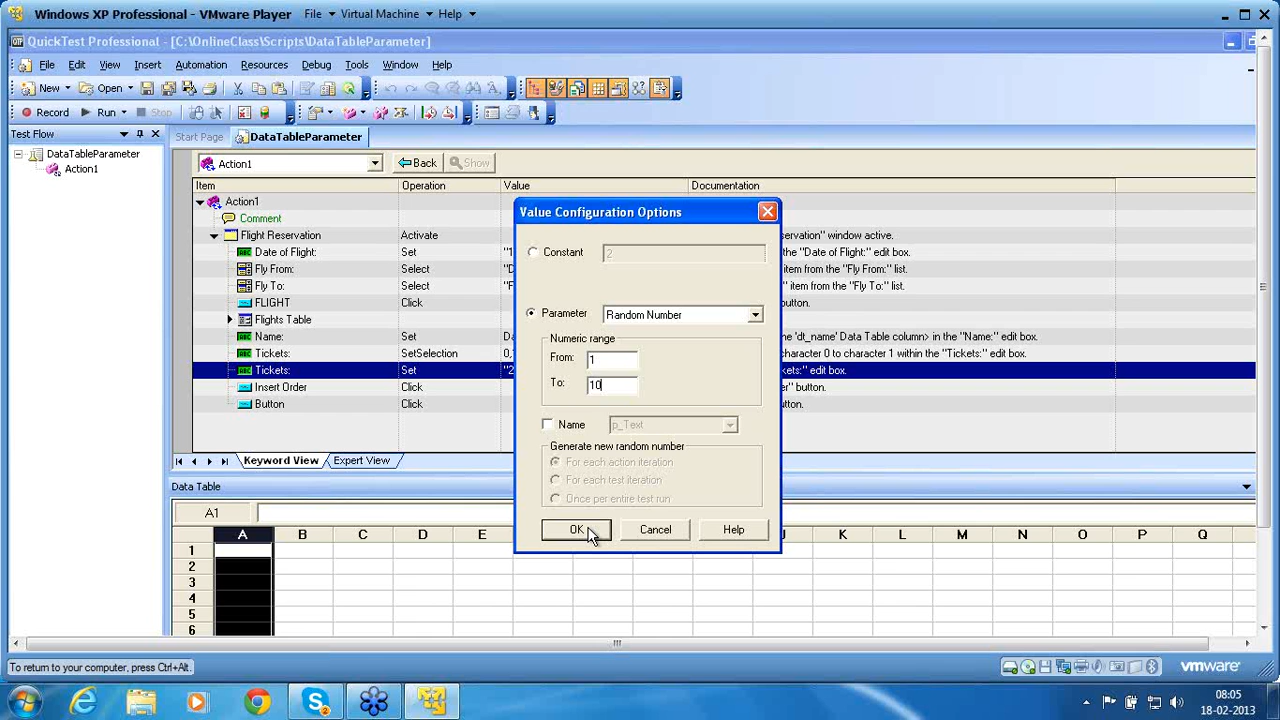 Windows XP Professional - VMware Player File Virtual Machine Help
QuickTest Professional - [C:\OnlineClass\Scripts\DataTableParameter]
File Edit View Insert Automation Resources Debug Tools Window Help
New Open
Record Run Stop
Test Flow
Start Page DataTableParameter
DataTableParameter
Action1
Action1 Back Show
Item Operation Value Documentation
Action1
Comment
Flight Reservation Activate servation" window active.
Date of Flight: Set "1 the "Date of Flight:" edit box.
Fly From: Select "D item from the "Fly From:" list.
Fly To: Select "F " item from the "Fly To:" list.
FLIGHT Click button.
Flights Table
Name: Set Da he 'dt_name' Data Table column> in the "Name:" edit box.
Tickets: SetSelection 0, character 0 to character 1 within the "Tickets:" edit box.
Tickets: Set "2 kets:" edit box.
Insert Order Click er" button.
Button Click tton.
Keyword View Expert View
Value Configuration Options
Constant 2
Parameter Random Number
Numeric range
From: 1
To: 10
Name p_Text
Generate new random number
For each action iteration
For each test iteration
Once per entire test run
OK Cancel Help
Data Table
A1
A B C D E J K L M N O P Q
1
2
3
4
5
6
To return to your computer, press Ctrl+Alt.
vmware
08:05
18-02-2013